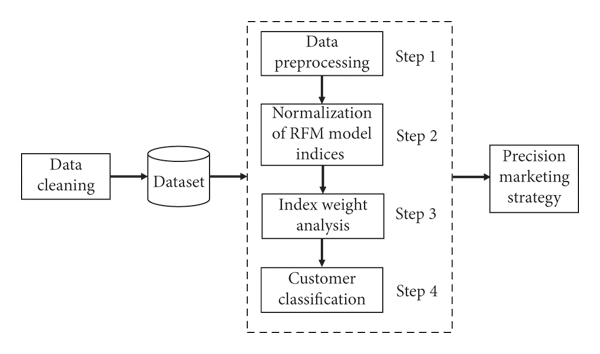 Data
cleaning
Dataset
Data
preprocessing
Step 1
Normalization
of RFM model
indices
Step 2
Index weight
analysis
Step 3
Customer
classification
Step 4
Precision
marketing
strategy